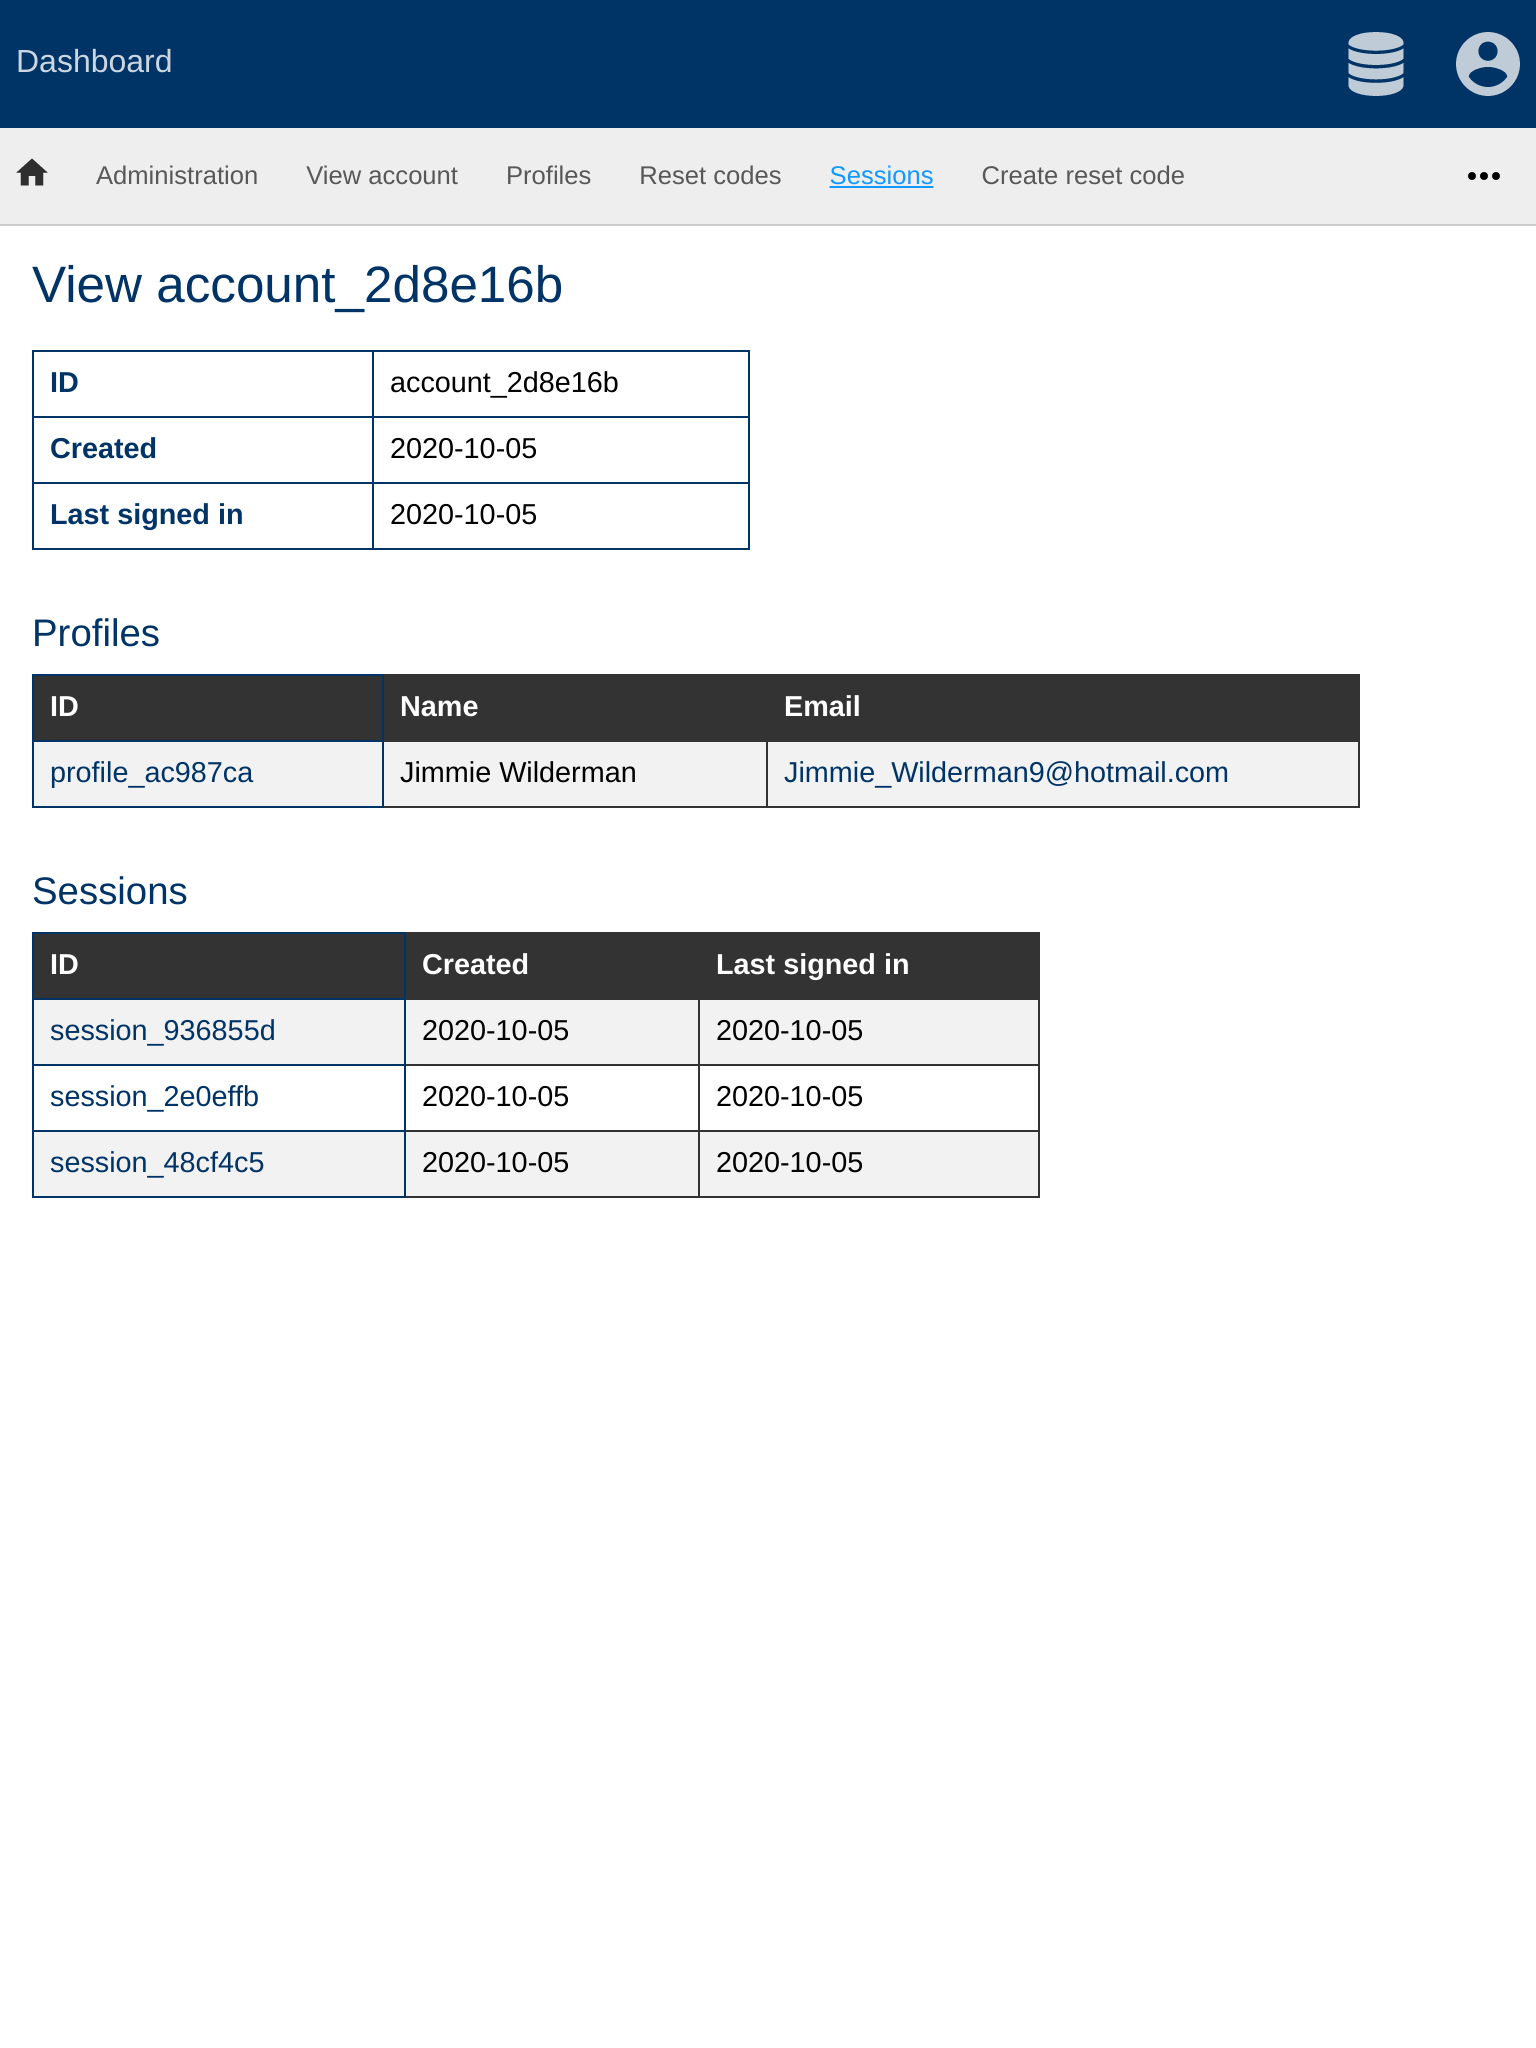 Dashboard
Administration View account Profiles Reset codes Sessions Create reset code
View account_2d8e16b
ID account_2d8e16b
Created 2020-10-05
Last signed in 2020-10-05
Profiles
ID Name Email
profile_ac987ca Jimmie Wilderman Jimmie_Wilderman9@hotmail.com
Sessions
ID Created Last signed in
session_936855d 2020-10-05 2020-10-05
session_2e0effb 2020-10-05 2020-10-05
session_48cf4c5 2020-10-05 2020-10-05